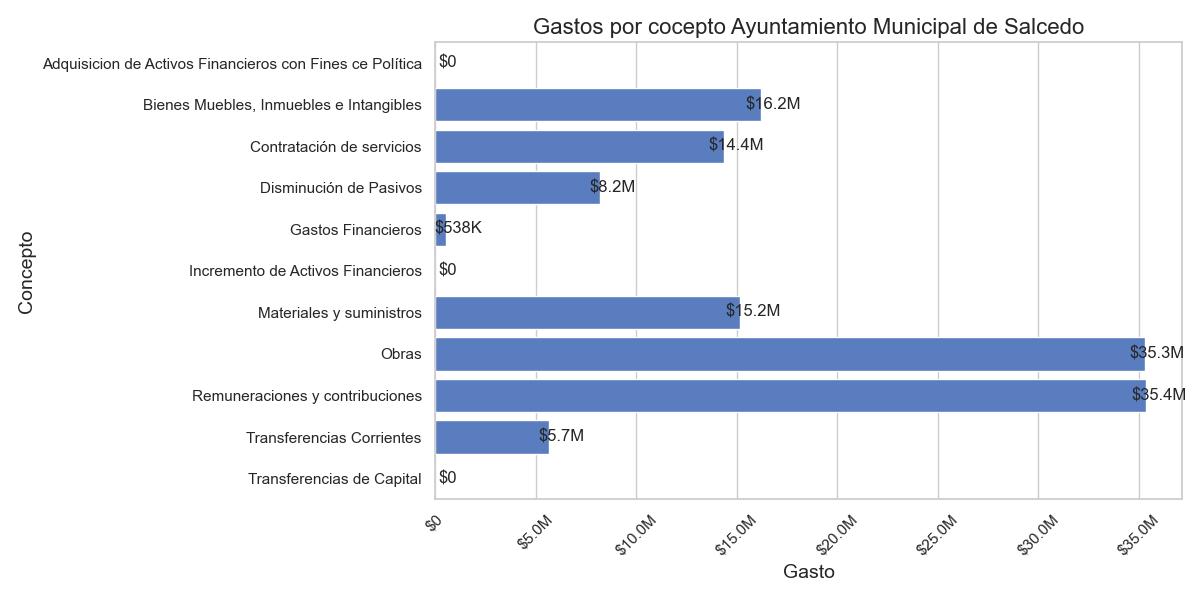 Gastos por cocepto Ayuntamiento Municipal de Salcedo
Concepto
Adquisicion de Activos Financieros con Fines ce Política $0
Bienes Muebles, Inmuebles e Intangibles $16.2M
Contratación de servicios $14.4M
Disminución de Pasivos $8.2M
Gastos Financieros $538K
Incremento de Activos Financieros $0
Materiales y suministros $15.2M
Obras $35.3M
Remuneraciones y contribuciones $35.4M
Transferencias Corrientes $5.7M
Transferencias de Capital $0
$0 $5.0M $10.0M $15.0M $20.0M $25.0M $30.0M $35.0M
Gasto